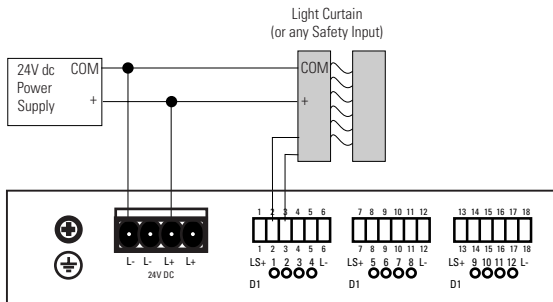 Light Curtain
(or any Safety Input)
24V dc COM
Power
Supply +
COM
+
1 2 3 4 5 6
7 8 9 10 11 12
13 14 15 16 17 18
1 2 3 4 5 6
7 8 9 10 11 12
13 14 15 16 17 18
L- L- L+ L+
24V DC
LS+ 1 2 3 4 L-
D1
LS+ 5 6 7 8 L-
D1
LS+ 9 10 11 12 L-
D1